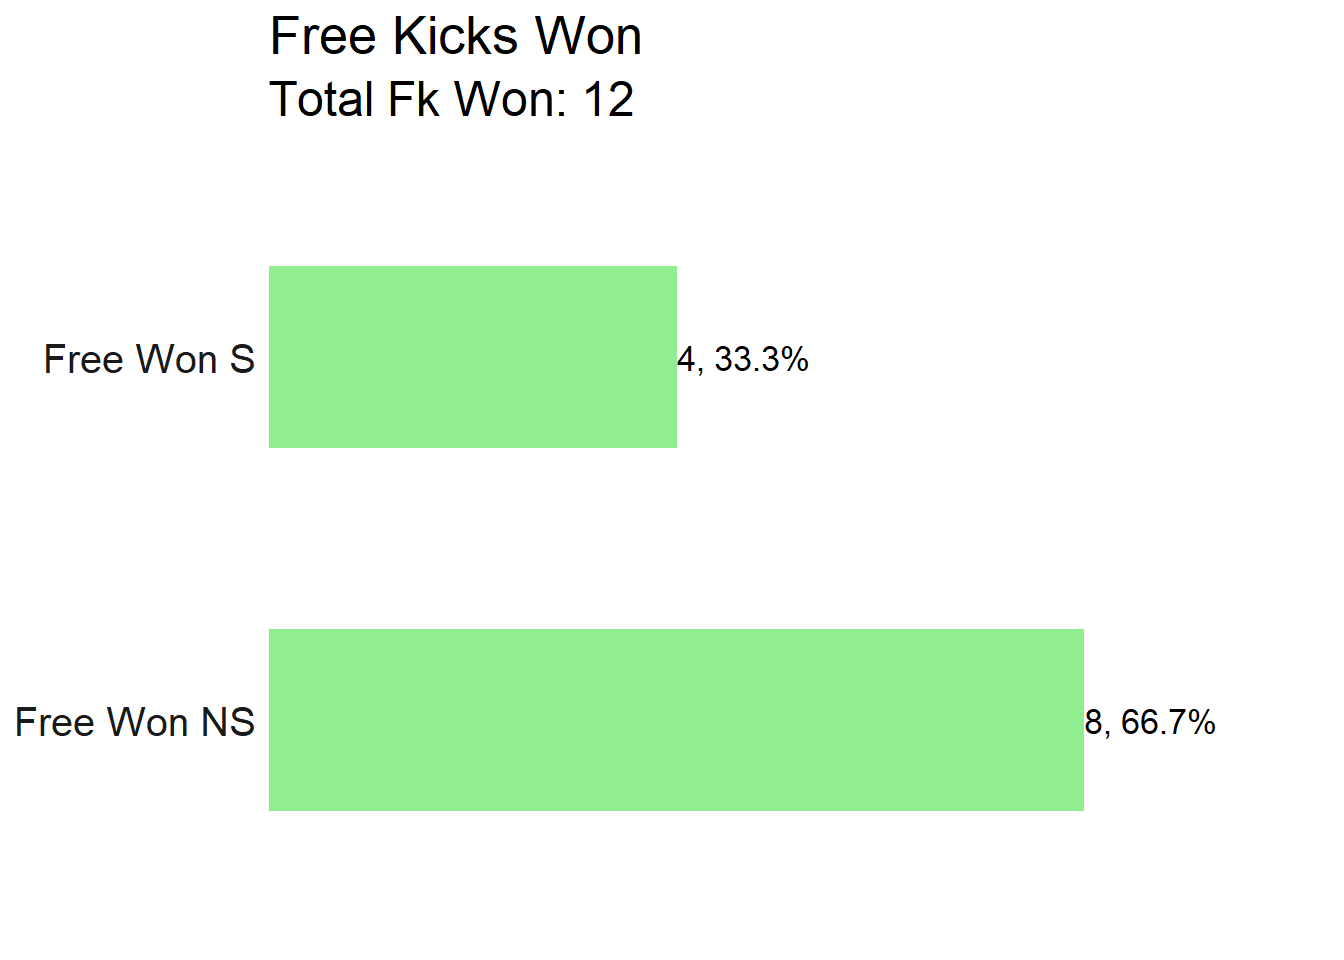 Free Kicks Won
Total Fk Won: 12
Free Won S
4, 33.3%
Free Won NS
8, 66.7%